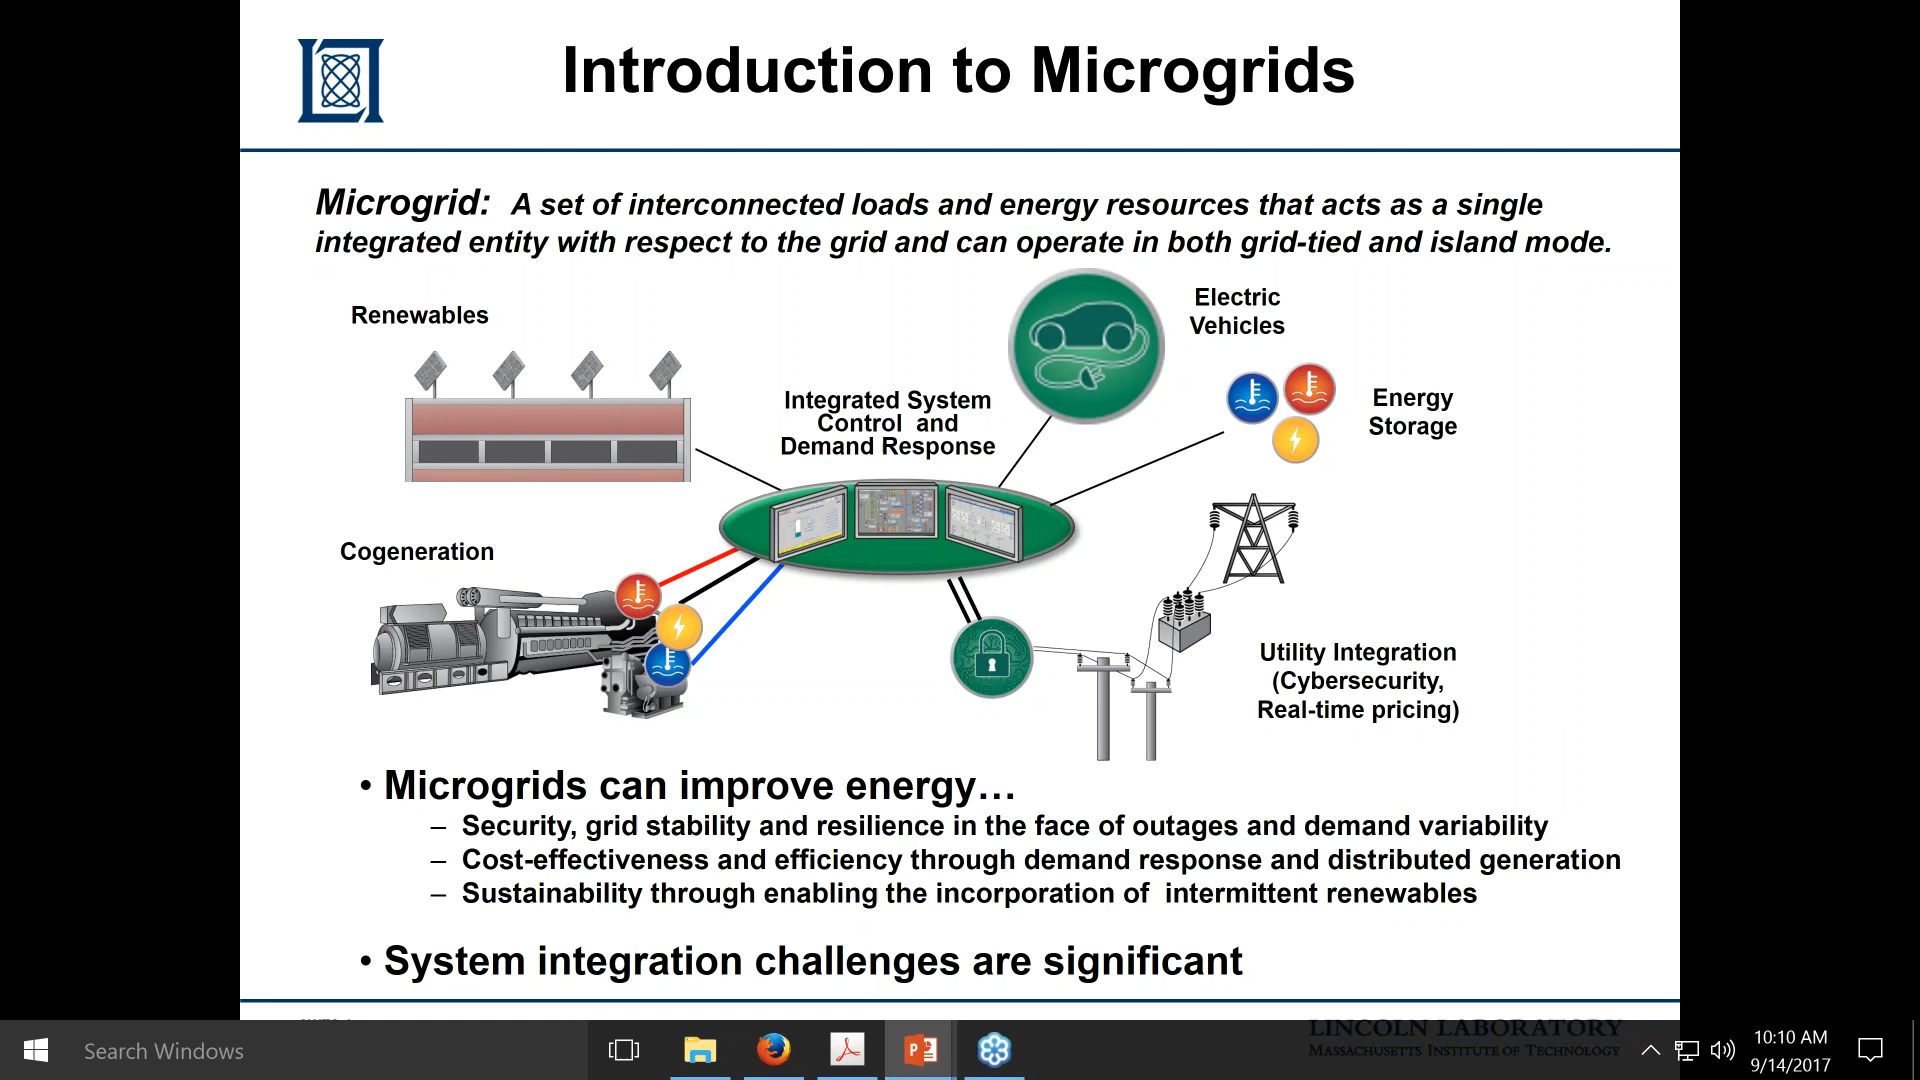 Introduction to Microgrids
Microgrid: A set of interconnected loads and energy resources that acts as a single
integrated entity with respect to the grid and can operate in both grid-tied and island mode.
Renewables
Electric
Vehicles
Integrated System
Control and
Demand Response
Energy
Storage
Cogeneration
Utility Integration
(Cybersecurity,
Real-time pricing)
• Microgrids can improve energy…
– Security, grid stability and resilience in the face of outages and demand variability
– Cost-effectiveness and efficiency through demand response and distributed generation
– Sustainability through enabling the incorporation of intermittent renewables
• System integration challenges are significant
LINCOLN LABORATORY
MASSACHUSETTS INSTITUTE OF TECHNOLOGY
Search Windows
10:10 AM
9/14/2017